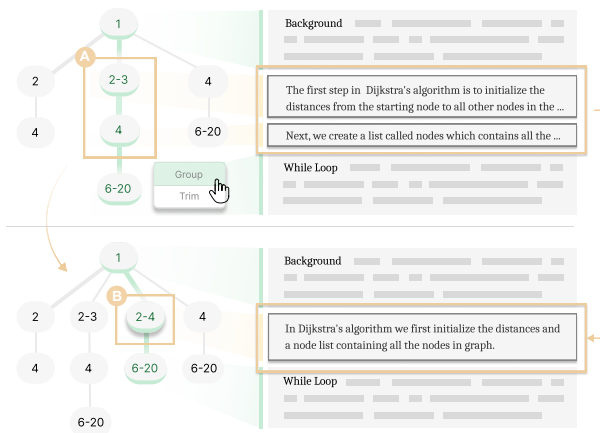 1
Background
A
2
2-3
4
The first step in Dijkstra's algorithm is to initialize the
distances from the starting node to all other nodes in the ...
4
4
6-20
Next, we create a list called nodes which contains all the ...
While Loop
Group
6-20
Trim
1
Background
B
2
2-3
2-4
4
In Dijkstra's algorithm we first initialize the distances and
a node list containing all the nodes in graph.
4
4
6-20
6-20
While Loop
6-20